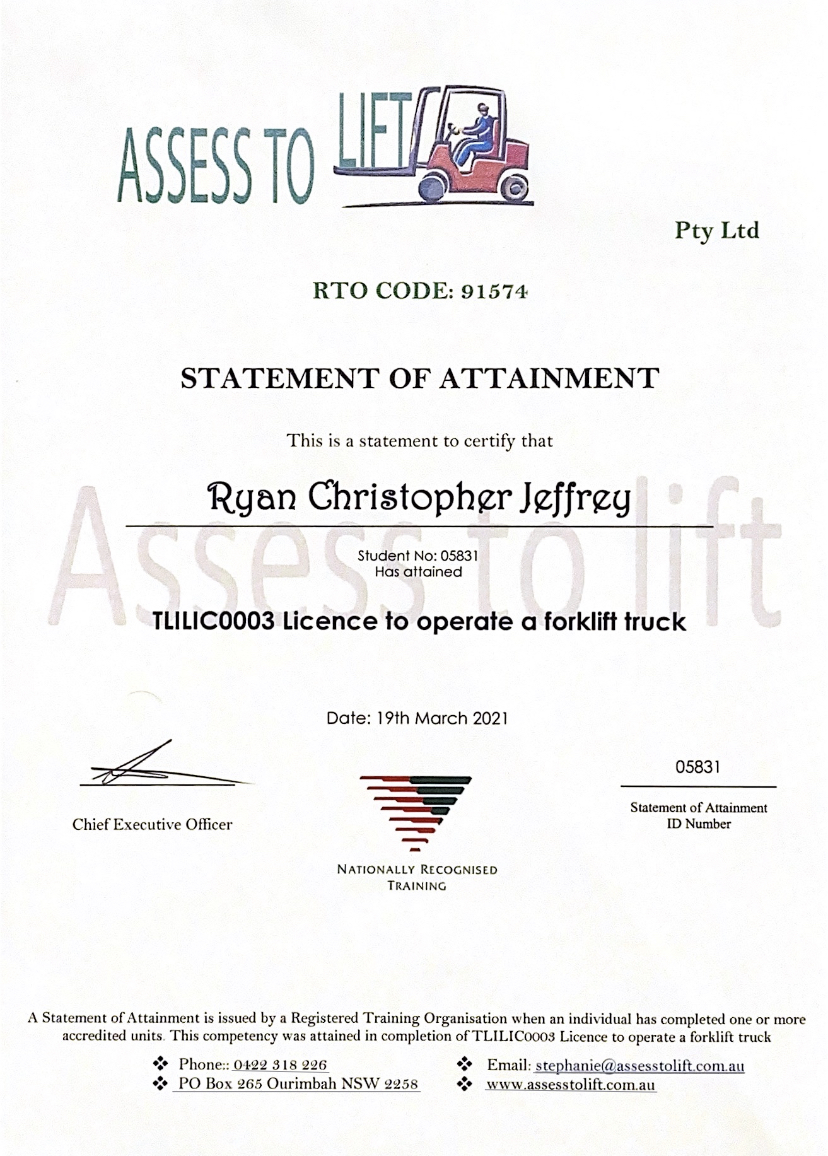 ASSESS TO LIFT
Pty Ltd
RTO CODE: 91574
STATEMENT OF ATTAINMENT
This is a statement to certify that
Ryan Christopher Jeffrey
Assess to lift
Student No: 05831
Has attained
TLILIC0003 Licence to operate a forklift truck
Date: 19th March 2021
05831
Chief Executive Officer
Statement of Attainment
ID Number
NATIONALLY RECOGNISED
TRAINING
A Statement of Attainment is issued by a Registered Training Organisation when an individual has completed one or more
accredited units. This competency was attained in completion of TLILIC0003 Licence to operate a forklift truck
❖ Phone:: 0422 318 226
❖ Email: stephanie@assesstolift.com.au
❖ PO Box 265 Ourimbah NSW 2258
❖ www.assesstolift.com.au